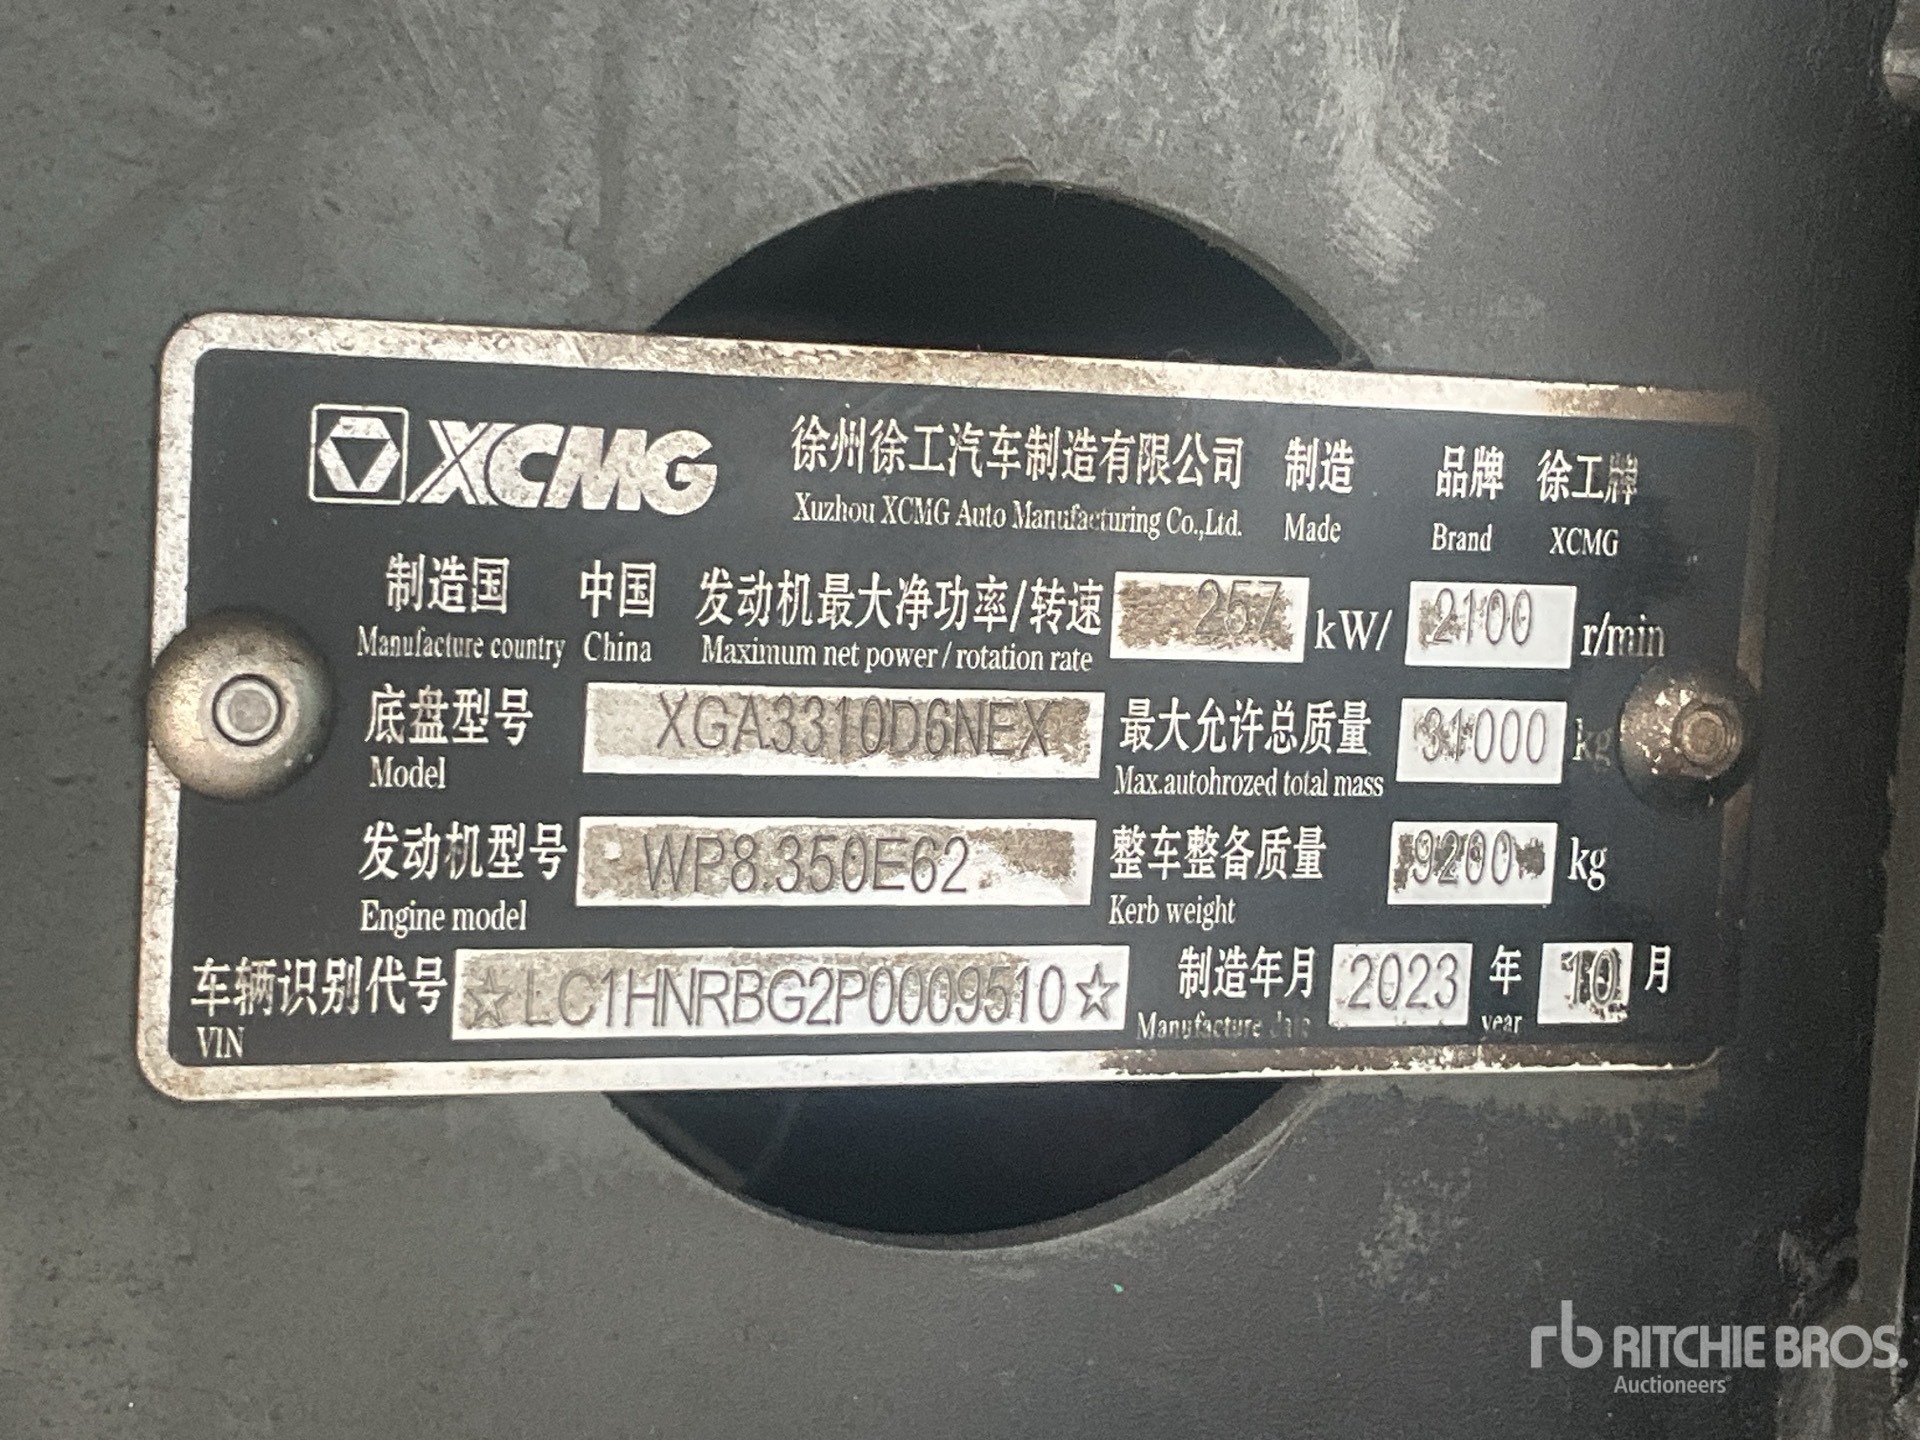 XCMG 徐州徐工汽车制造有限公司 制造 品牌 徐工牌
Xuzhou XCMG Auto Manufacturing Co.,Ltd. Made Brand XCMG
制造国 中国 发动机最大净功率/转速 257 kW/ 2100 r/min
Manufacture country China Maximum net power / rotation rate
底盘型号 XGA3310D6NEX 最大允许总质量 31000 kg
Model Max.autohrozed total mass
发动机型号 WP8.350E62 整车整备质量 9200 kg
Engine model Kerb weight
车辆识别代号 ☆LC1HNRBG2P0009510☆ 制造年月 2023 年 10 月
VIN Manufacture date year
rb RITCHIE BROS.
Auctioneers